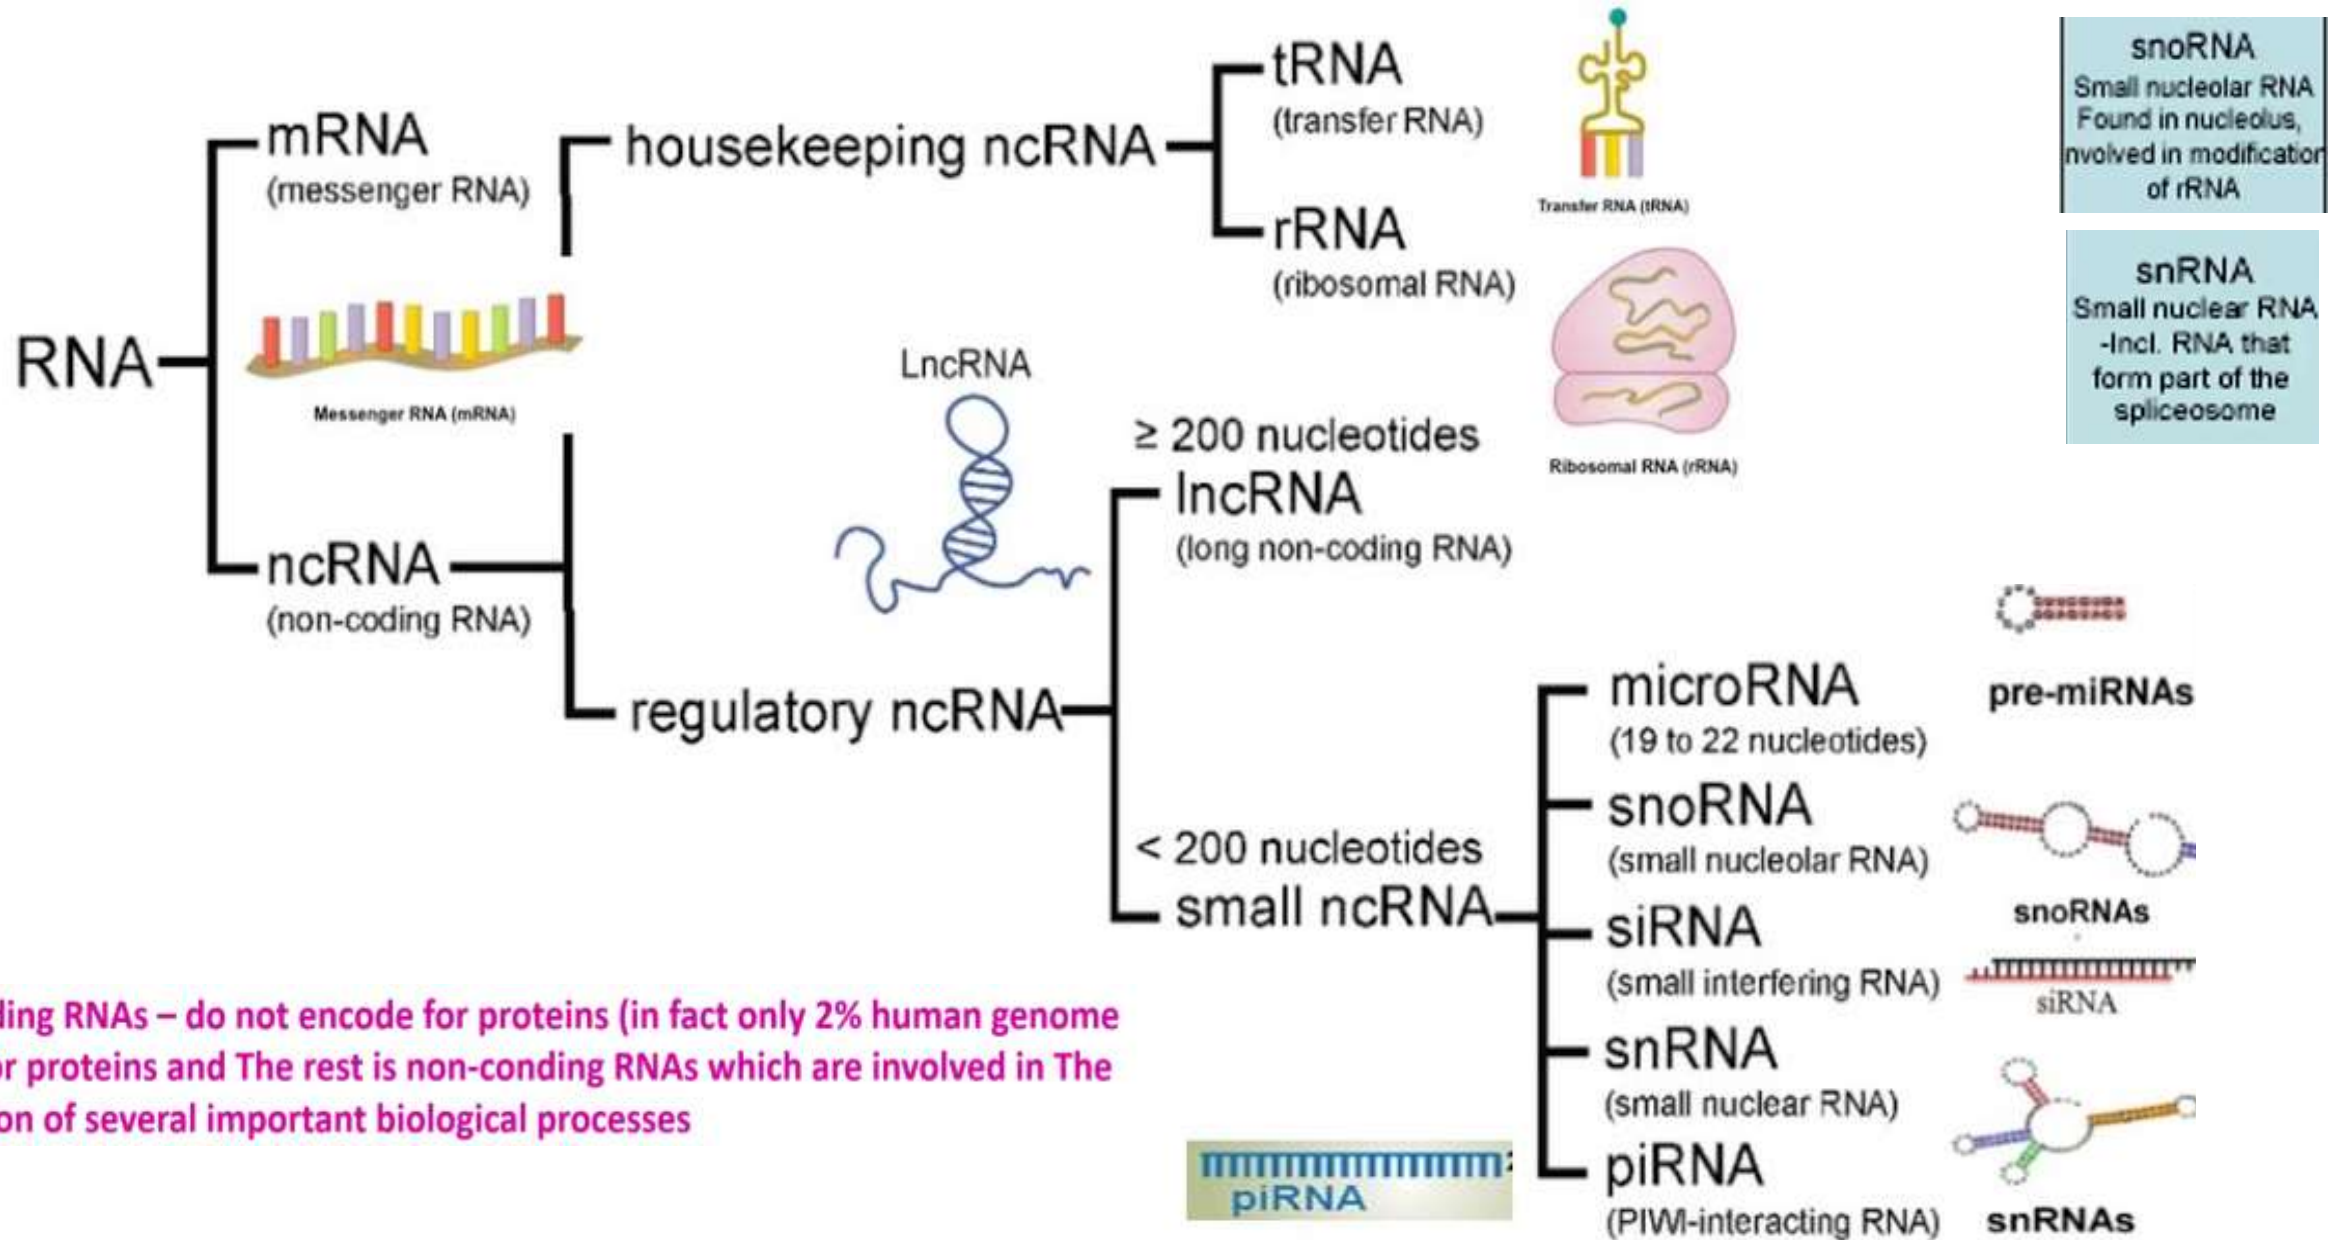 RNA
mRNA
(messenger RNA)
Messenger RNA (mRNA)
ncRNA
(non-coding RNA)
housekeeping ncRNA
tRNA
(transfer RNA)
rRNA
(ribosomal RNA)
Transfer RNA (tRNA)
Ribosomal RNA (rRNA)
snoRNA
Small nucleolar RNA
Found in nucleolus,
nvolved in modification
of rRNA
snRNA
Small nuclear RNA
-Incl. RNA that
form part of the
spliceosome
LncRNA
regulatory ncRNA
≥ 200 nucleotides
lncRNA
(long non-coding RNA)
< 200 nucleotides
small ncRNA
microRNA
(19 to 22 nucleotides)
pre-miRNAs
snoRNA
(small nucleolar RNA)
snoRNAs
siRNA
(small interfering RNA)
siRNA
snRNA
(small nuclear RNA)
piRNA
(PIWI-interacting RNA)
snRNAs
piRNA
ding RNAs – do not encode for proteins (in fact only 2% human genome
or proteins and The rest is non-conding RNAs which are involved in The
on of several important biological processes